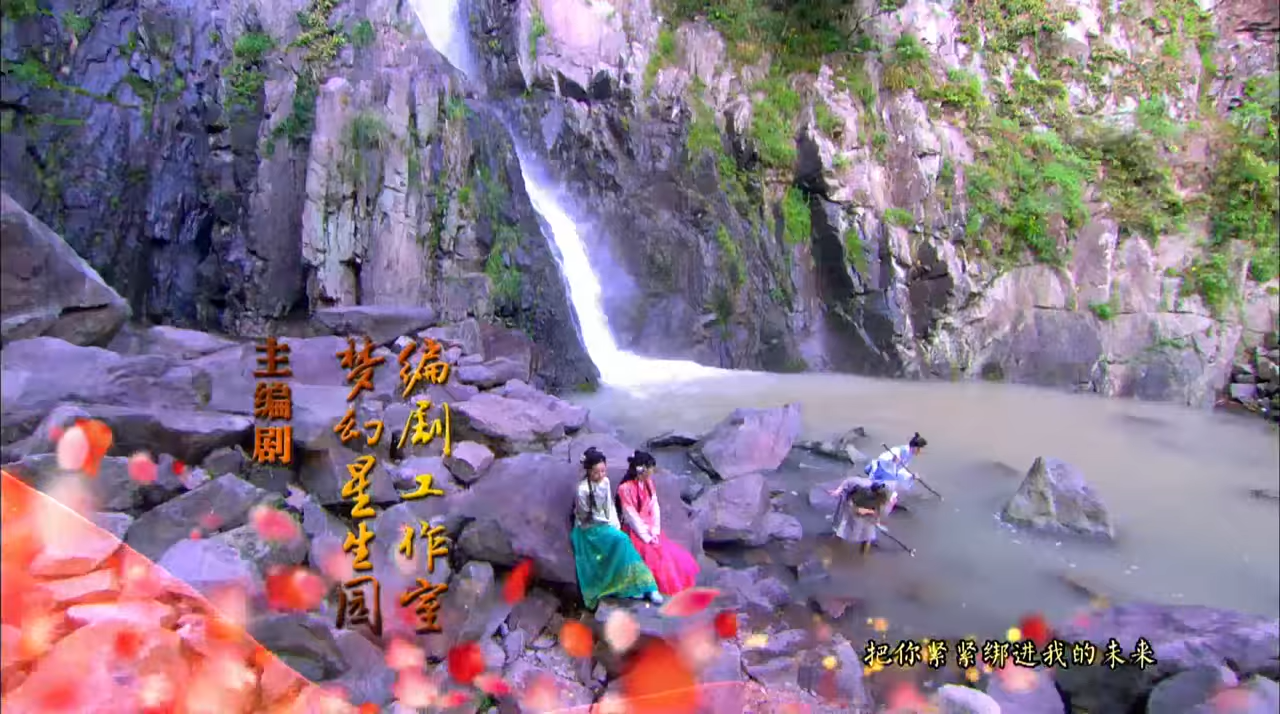 主编剧
梦幻星生园
编剧工作室
把你紧紧绑进我的未来